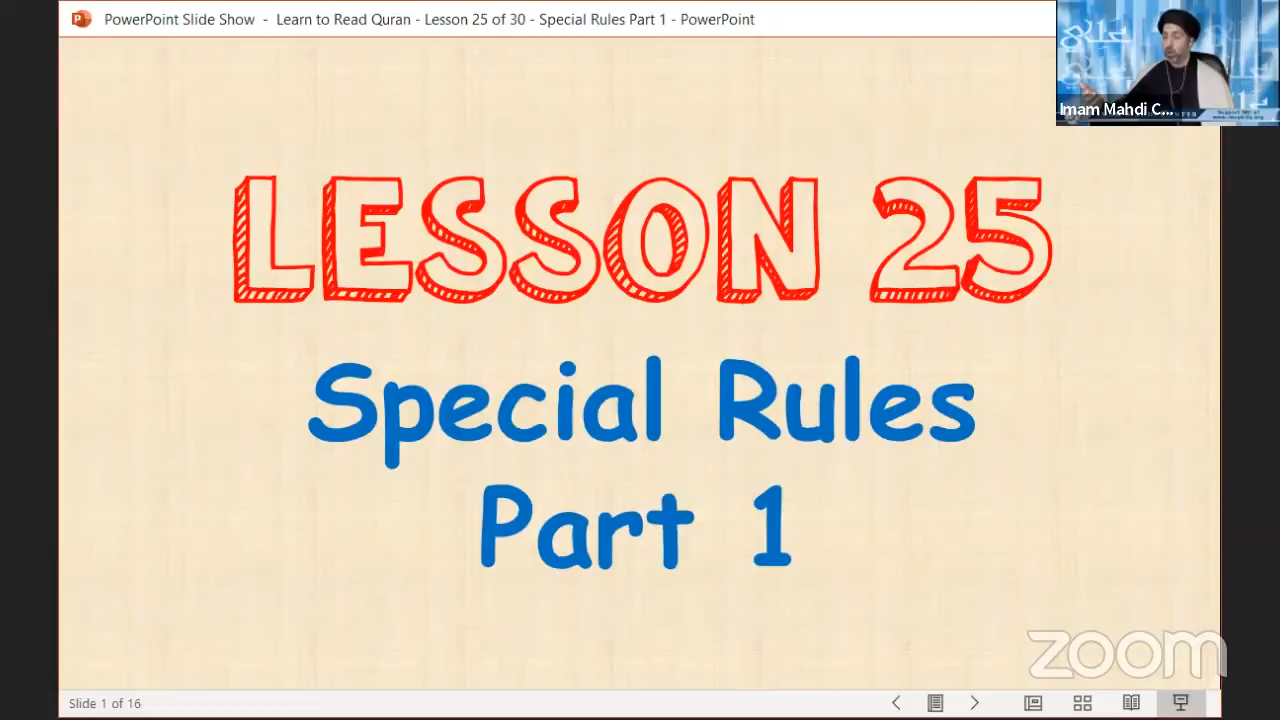 PowerPoint Slide Show - Learn to Read Quran - Lesson 25 of 30 - Special Rules Part 1 - PowerPoint
Imam Mahdi C...
LESSON 25
Special Rules
Part 1
zoom
Slide 1 of 16